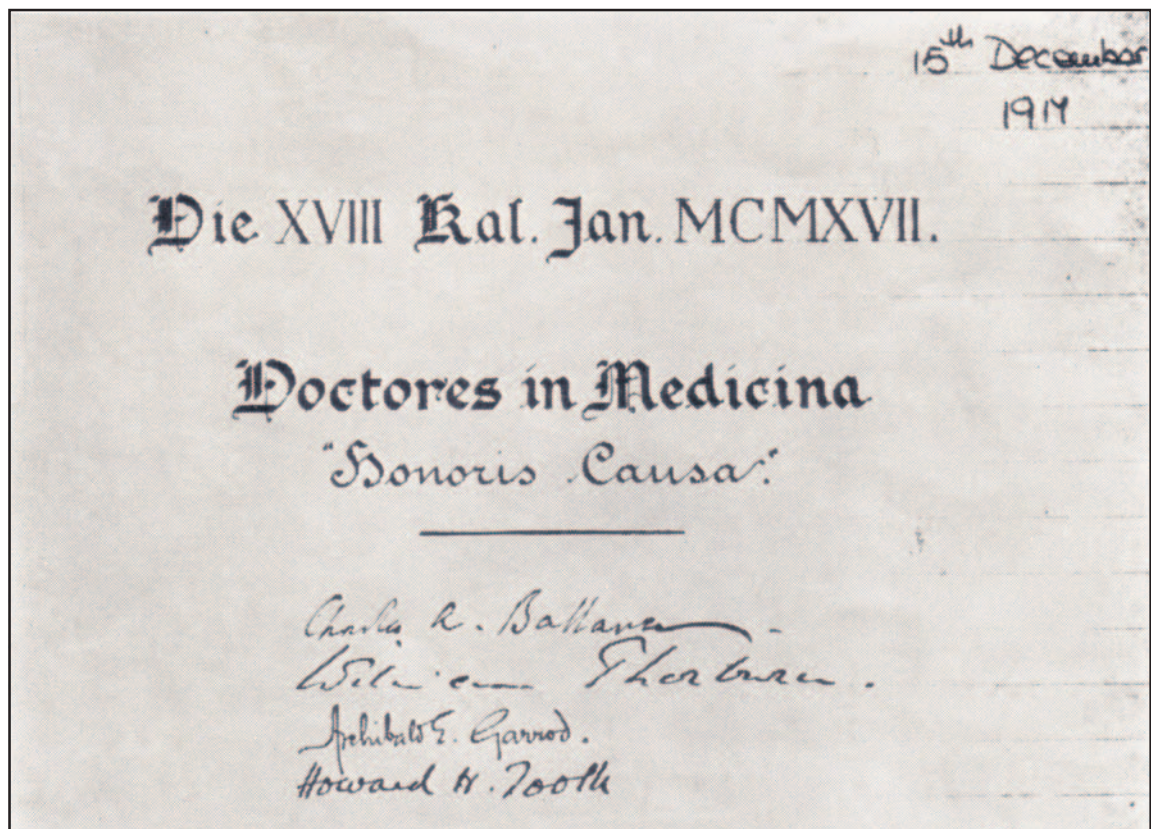 15th December
1917
Die XVIII Kal. Jan. MCMXVII.
Doctores in Medicina
"Honoris Causa".
Charles A. Ballance.
William Thorburn.
Archibald E. Garrod.
Howard H. Tooth